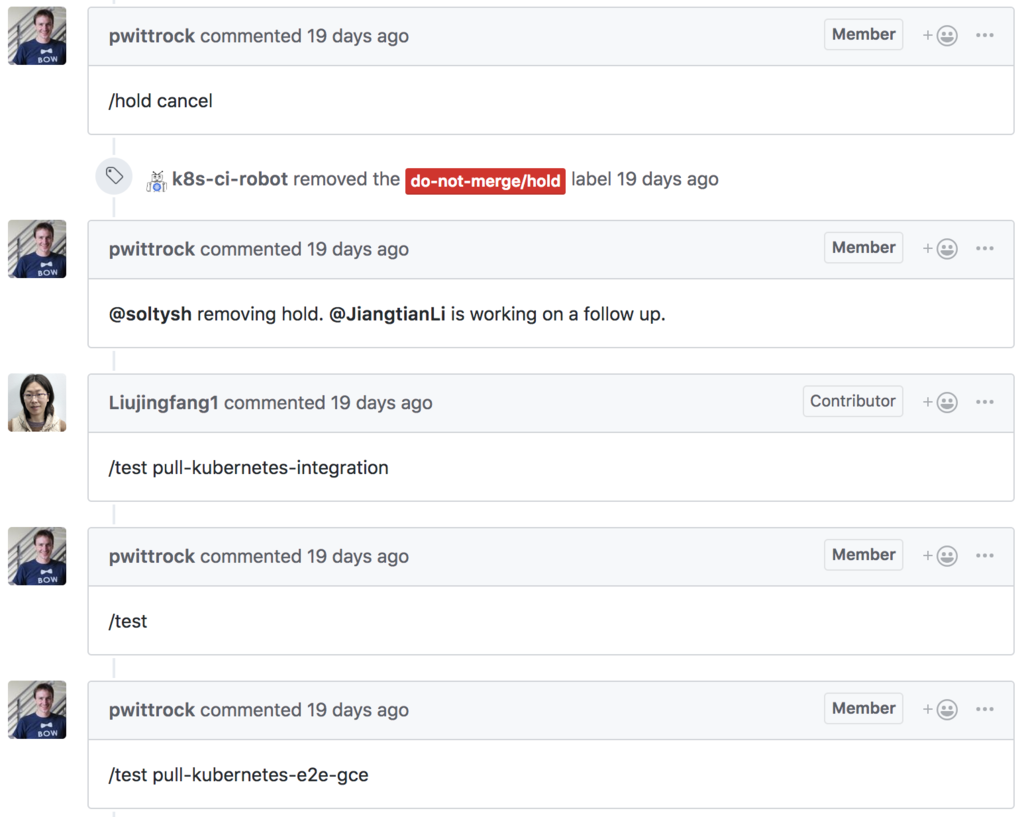 pwittrock commented 19 days ago Member
/hold cancel
k8s-ci-robot removed the do-not-merge/hold label 19 days ago
pwittrock commented 19 days ago Member
@soltysh removing hold. @JiangtianLi is working on a follow up.
Liujingfang1 commented 19 days ago Contributor
/test pull-kubernetes-integration
pwittrock commented 19 days ago Member
/test
pwittrock commented 19 days ago Member
/test pull-kubernetes-e2e-gce
BOW
BOW
BOW
BOW